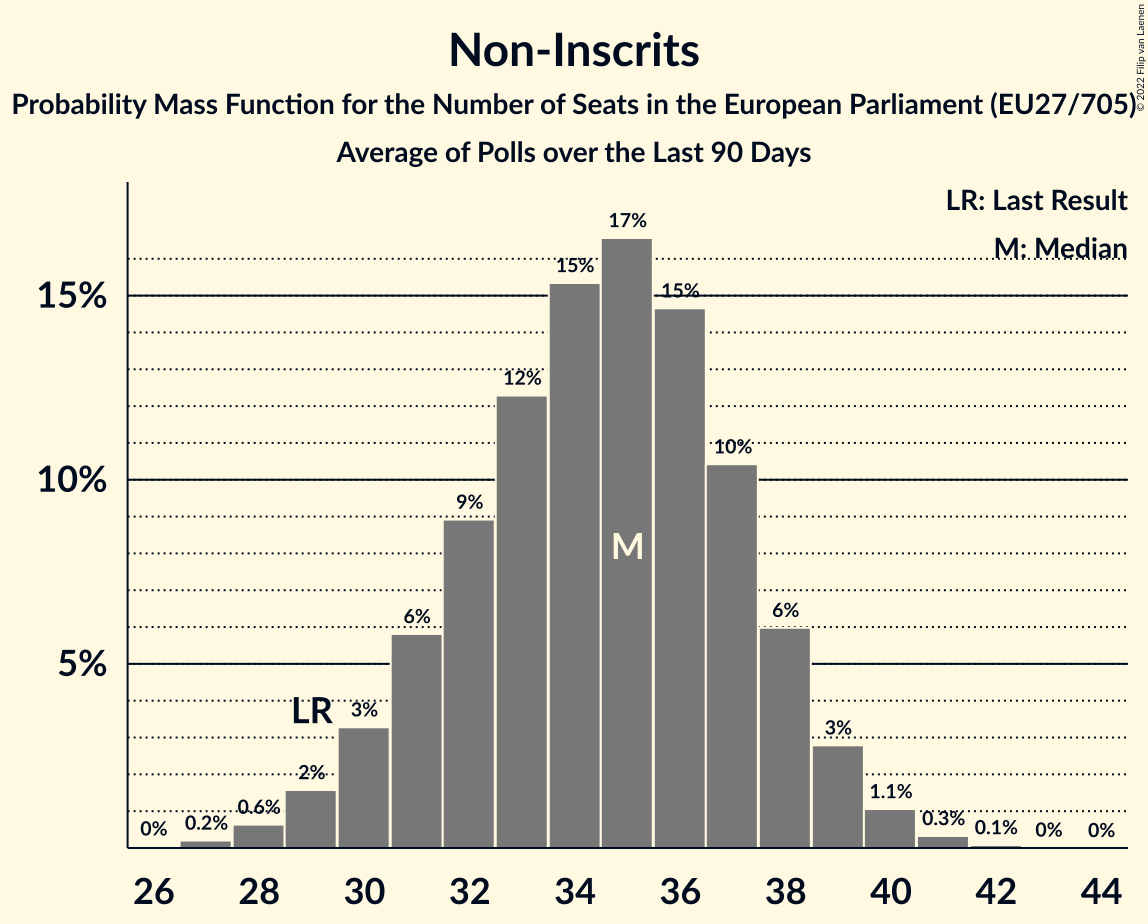 Non-Inscrits
Probability Mass Function for the Number of Seats in the European Parliament (EU27/705)
Average of Polls over the Last 90 Days
© 2022 Filip van Laenen
LR: Last Result
M: Median
15%
10%
5%
0%
0.2%
0.6%
2%
LR
3%
6%
9%
12%
15%
17%
M
15%
10%
6%
3%
1.1%
0.3%
0.1%
0%
0%
26 28 30 32 34 36 38 40 42 44